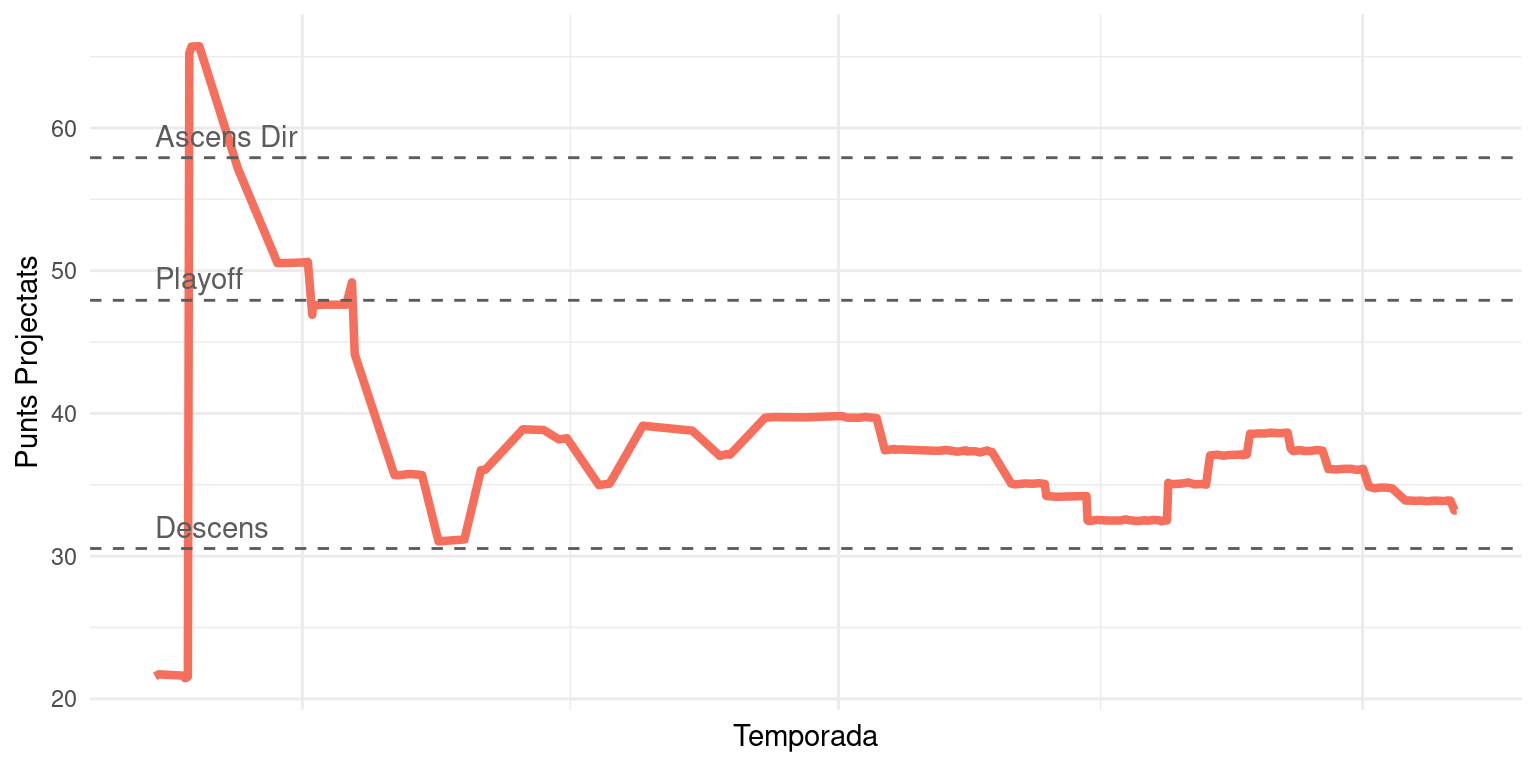 60
50
40
30
20
Ascens Dir
Playoff
Descens
Punts Projectats
Temporada